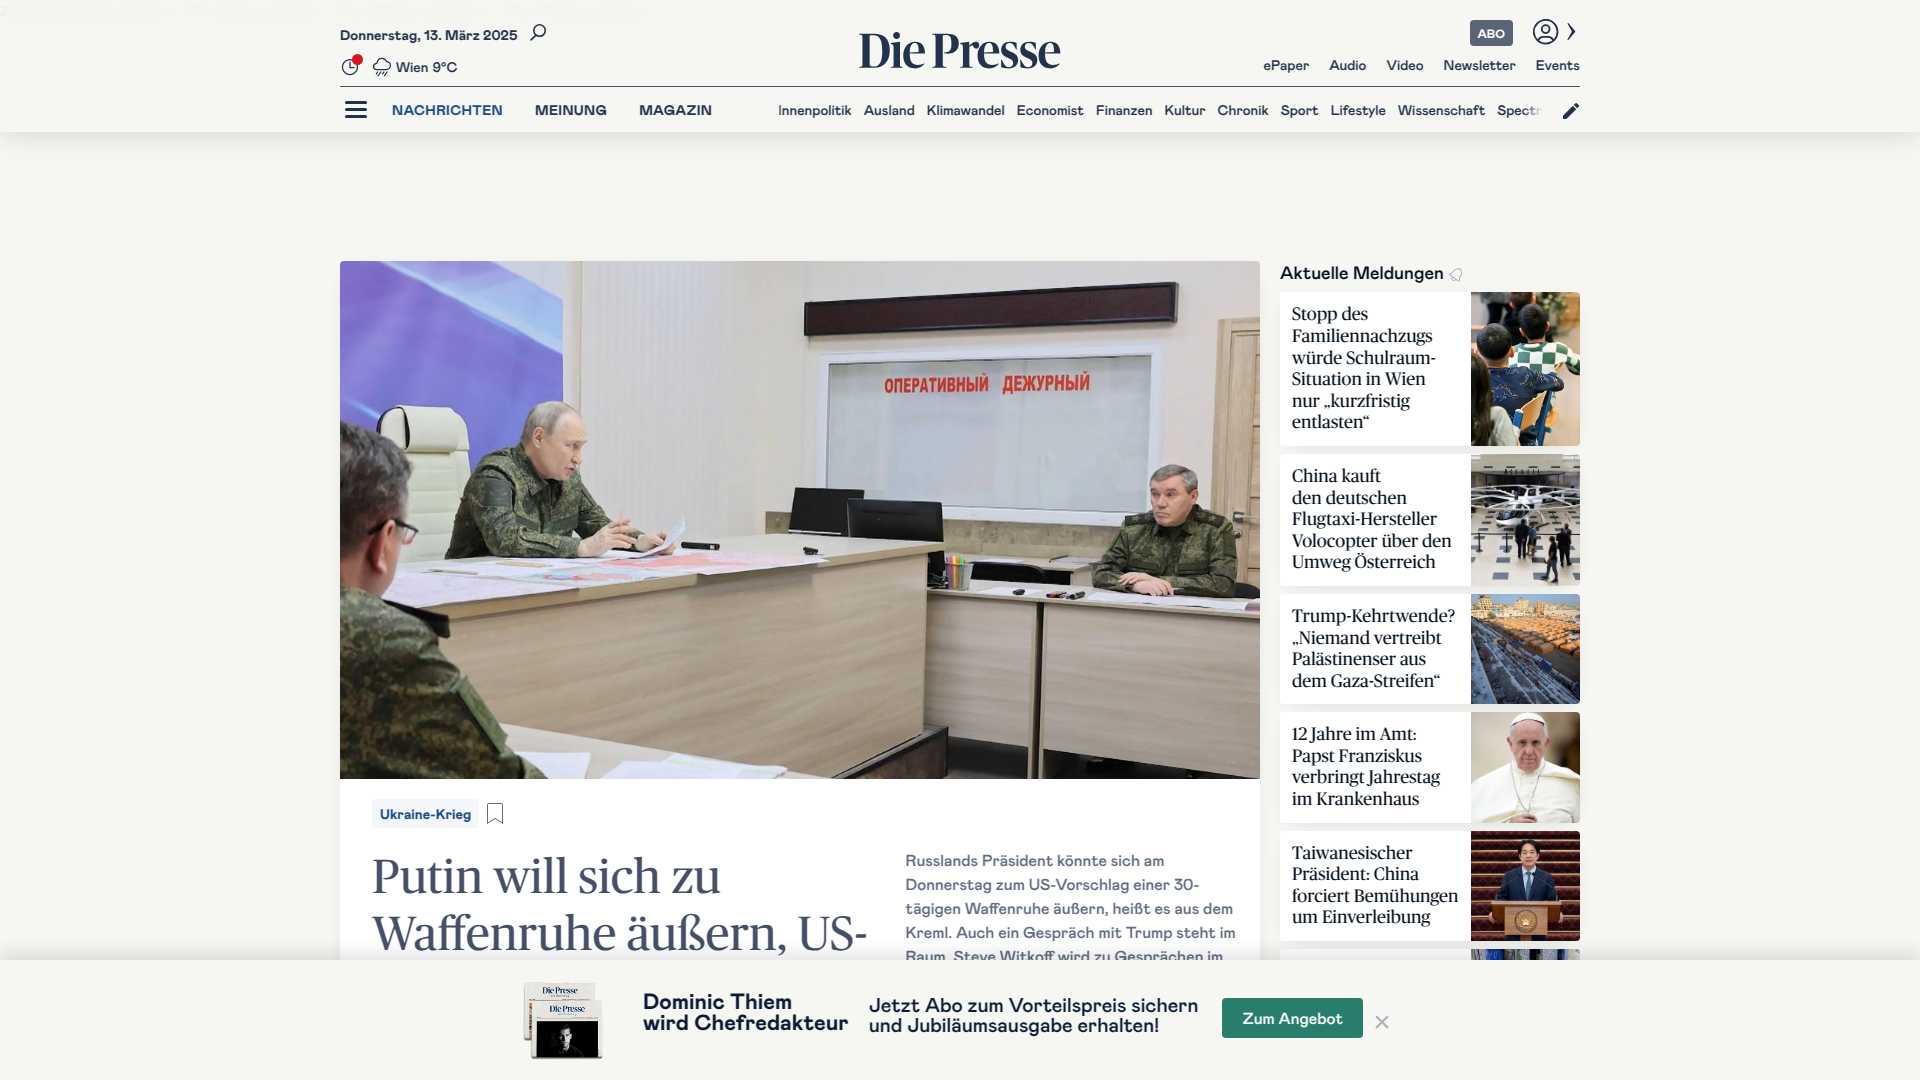 Donnerstag, 13. März 2025
Wien 9°C
Die Presse
ABO
ePaper Audio Video Newsletter Events
NACHRICHTEN MEINUNG MAGAZIN
Innenpolitik Ausland Klimawandel Economist Finanzen Kultur Chronik Sport Lifestyle Wissenschaft Spectr
ОПЕРАТИВНЫЙ ДЕЖУРНЫЙ
Ukraine-Krieg
Putin will sich zu
Waffenruhe äußern, US-
Russlands Präsident könnte sich am
Donnerstag zum US-Vorschlag einer 30-
tägigen Waffenruhe äußern, heißt es aus dem
Kreml. Auch ein Gespräch mit Trump steht im
Raum. Steve Witkoff wird zu Gesprächen im
Aktuelle Meldungen
Stopp des
Familiennachzugs
würde Schulraum-
Situation in Wien
nur „kurzfristig
entlasten“
China kauft
den deutschen
Flugtaxi-Hersteller
Volocopter über den
Umweg Österreich
Trump-Kehrtwende?
„Niemand vertreibt
Palästinenser aus
dem Gaza-Streifen“
12 Jahre im Amt:
Papst Franziskus
verbringt Jahrestag
im Krankenhaus
Taiwanesischer
Präsident: China
forciert Bemühungen
um Einverleibung
Die Presse
Die Presse
Dominic Thiem
wird Chefredakteur
Jetzt Abo zum Vorteilspreis sichern
und Jubiläumsausgabe erhalten!
Zum Angebot